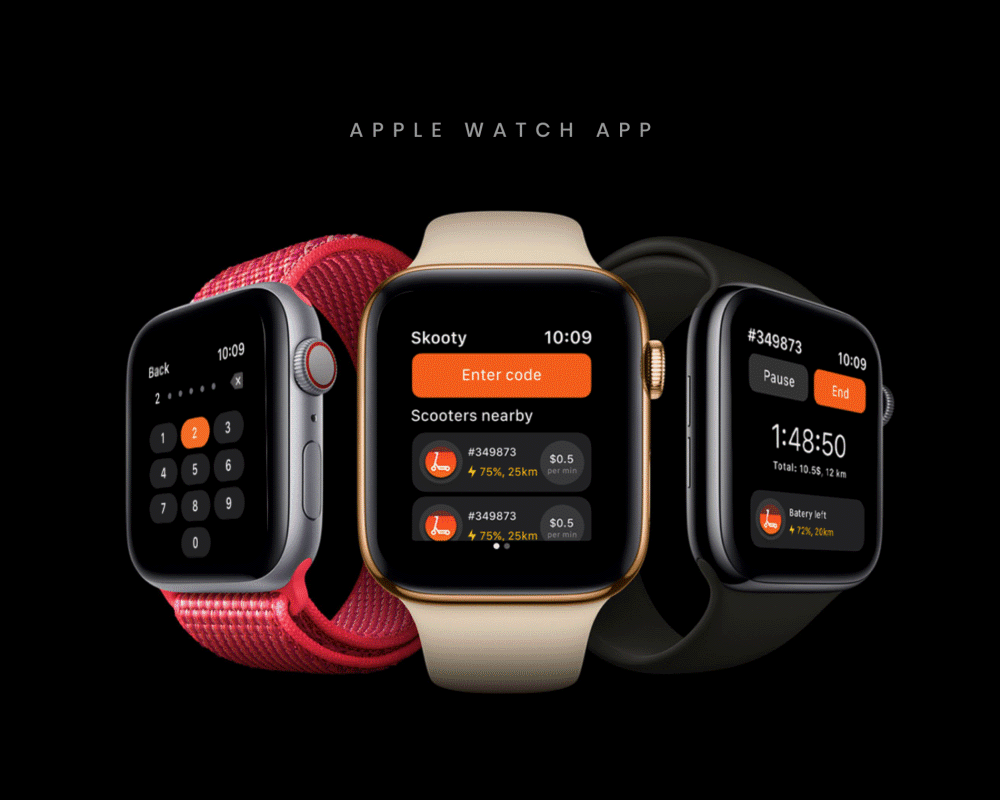 APPLE WATCH APP
Back 10:09
2
1 2 3
4 5 6
7 8 9
0
Skooty 10:09
Enter code
Scooters nearby
#349873
75%, 25km
$0.5
per min
#349873
75%, 25km
$0.5
per min
#349873 10:09
Pause End
1:48:50
Total: 10.5$, 12 km
Batery left
72%, 20km